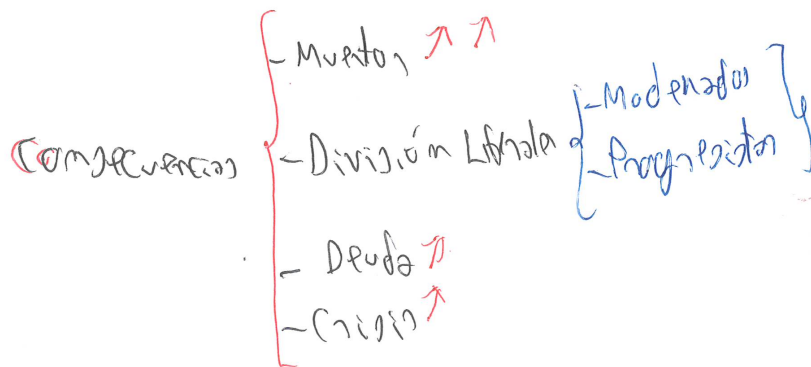 Consecuencias
- Muertos ↗ ↗
- División Liberales
- Moderados
- Progresistas
- Deuda ↗
- Crisis ↗